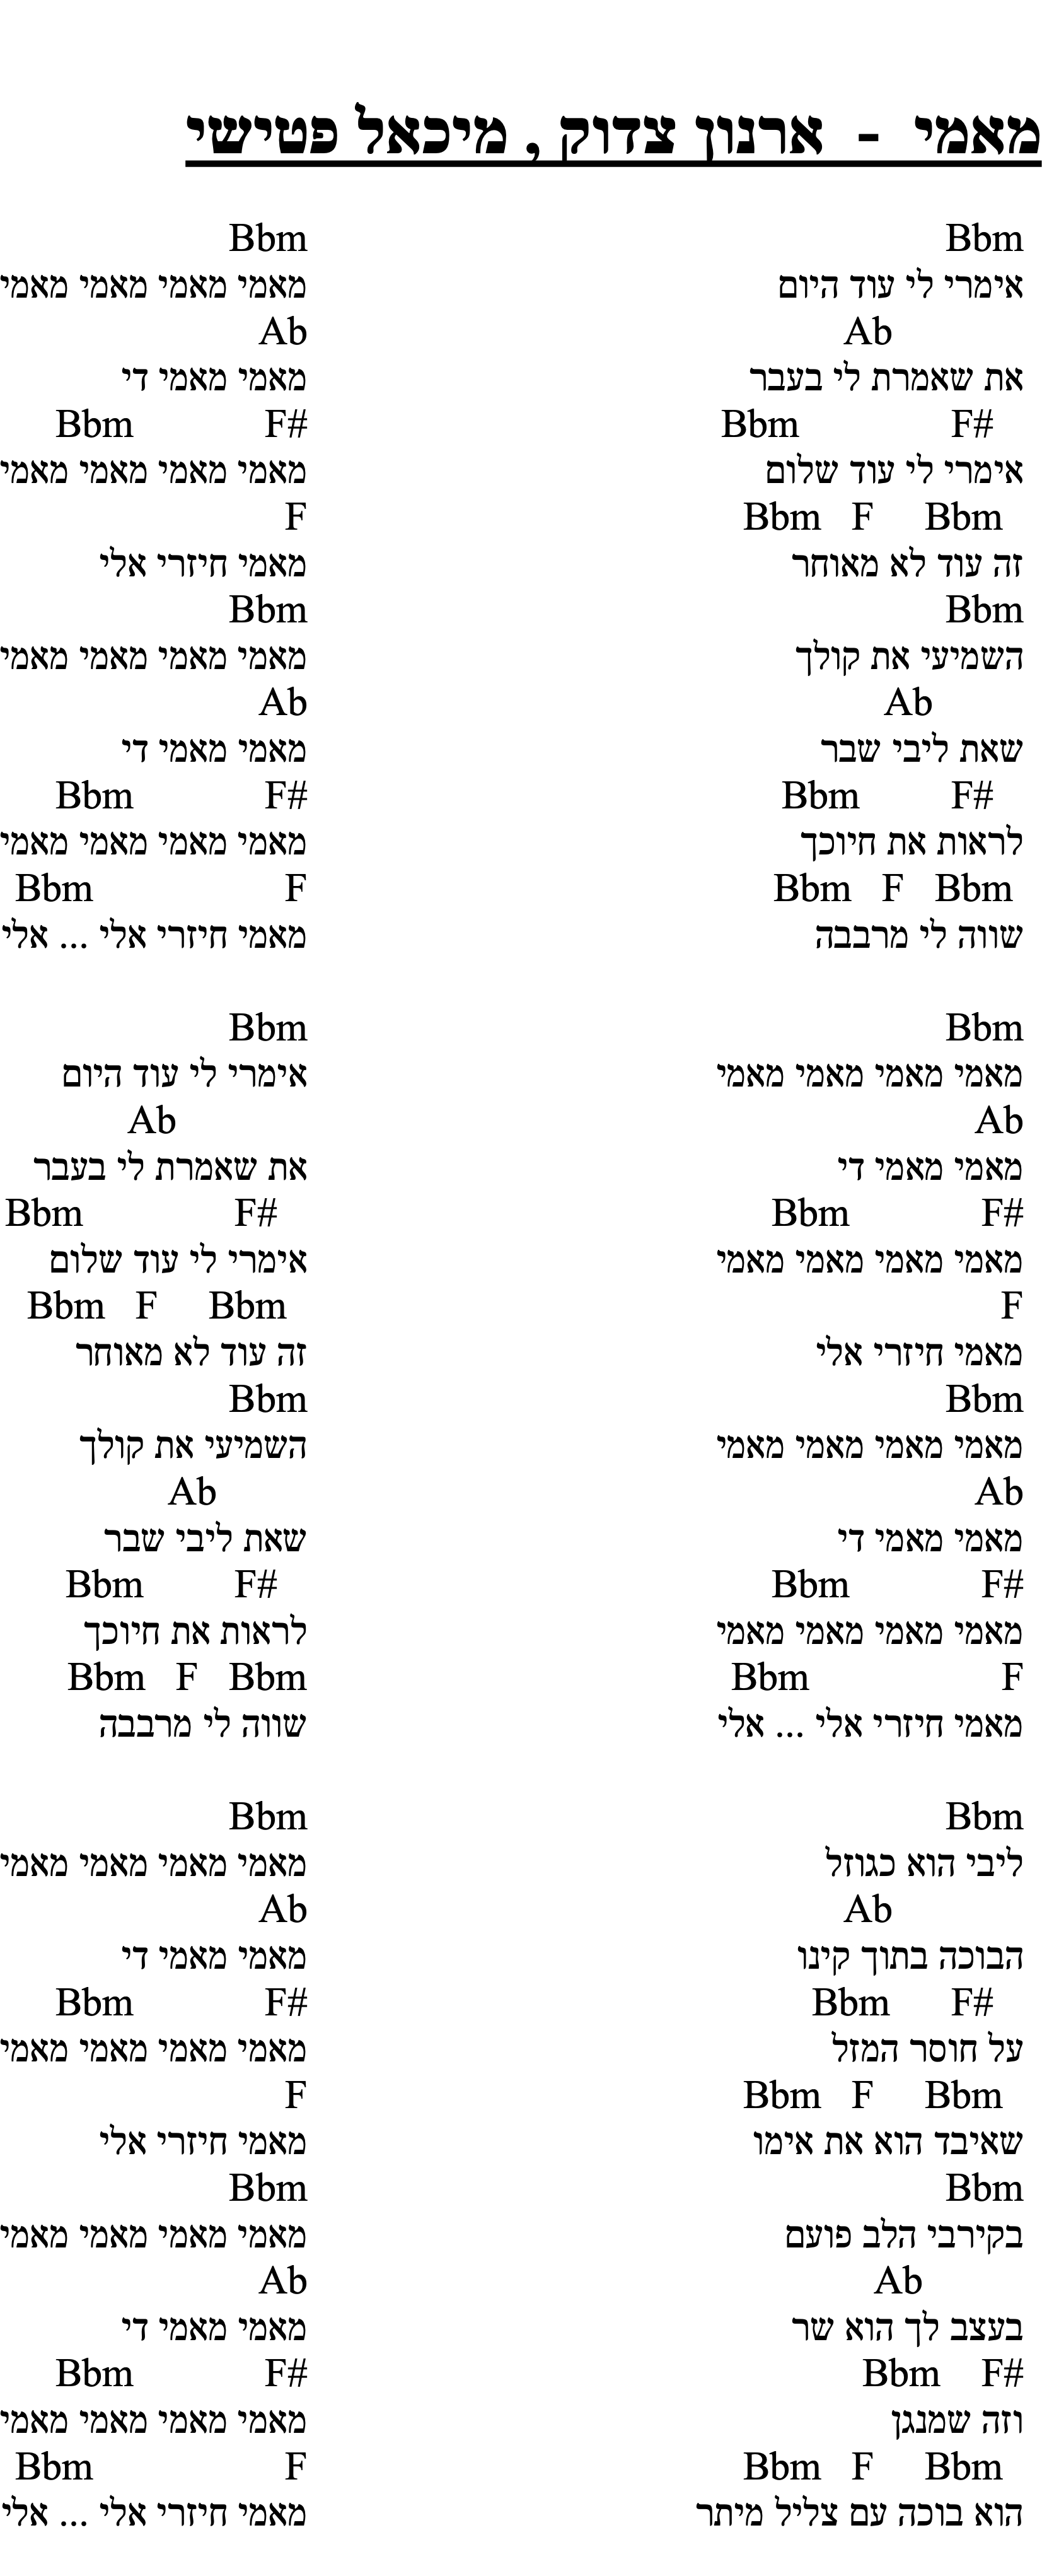 מאמי - ארנון צדוק , מיכאל פטישי
Bbm
אימרי לי עוד היום
Ab
את שאמרת לי בעבר
Bbm F#
אימרי לי עוד שלום
Bbm F Bbm
זה עוד לא מאוחר
Bbm
השמיעי את קולך
Ab
שאת ליבי שבר
Bbm F#
לראות את חיוכך
Bbm F Bbm
שווה לי מרבבה
Bbm
מאמי מאמי מאמי מאמי
Ab
מאמי מאמי די
Bbm F#
מאמי מאמי מאמי מאמי
F
מאמי חיזרי אלי
Bbm
מאמי מאמי מאמי מאמי
Ab
מאמי מאמי די
Bbm F#
מאמי מאמי מאמי מאמי
Bbm F
מאמי חיזרי אלי ... אלי
Bbm
ליבי הוא כגוזל
Ab
הבוכה בתוך קינו
Bbm F#
על חוסר המזל
Bbm F Bbm
שאיבד הוא את אימו
Bbm
בקירבי הלב פועם
Ab
בעצב לך הוא שר
Bbm F#
וזה שמנגן
Bbm F Bbm
הוא בוכה עם צליל מיתר
Bbm
מאמי מאמי מאמי מאמי
Ab
מאמי מאמי די
Bbm F#
מאמי מאמי מאמי מאמי
F
מאמי חיזרי אלי
Bbm
מאמי מאמי מאמי מאמי
Ab
מאמי מאמי די
Bbm F#
מאמי מאמי מאמי מאמי
Bbm F
מאמי חיזרי אלי ... אלי
Bbm
אימרי לי עוד היום
Ab
את שאמרת לי בעבר
Bbm F#
אימרי לי עוד שלום
Bbm F Bbm
זה עוד לא מאוחר
Bbm
השמיעי את קולך
Ab
שאת ליבי שבר
Bbm F#
לראות את חיוכך
Bbm F Bbm
שווה לי מרבבה
Bbm
מאמי מאמי מאמי מאמי
Ab
מאמי מאמי די
Bbm F#
מאמי מאמי מאמי מאמי
F
מאמי חיזרי אלי
Bbm
מאמי מאמי מאמי מאמי
Ab
מאמי מאמי די
Bbm F#
מאמי מאמי מאמי מאמי
Bbm F
מאמי חיזרי אלי ... אלי